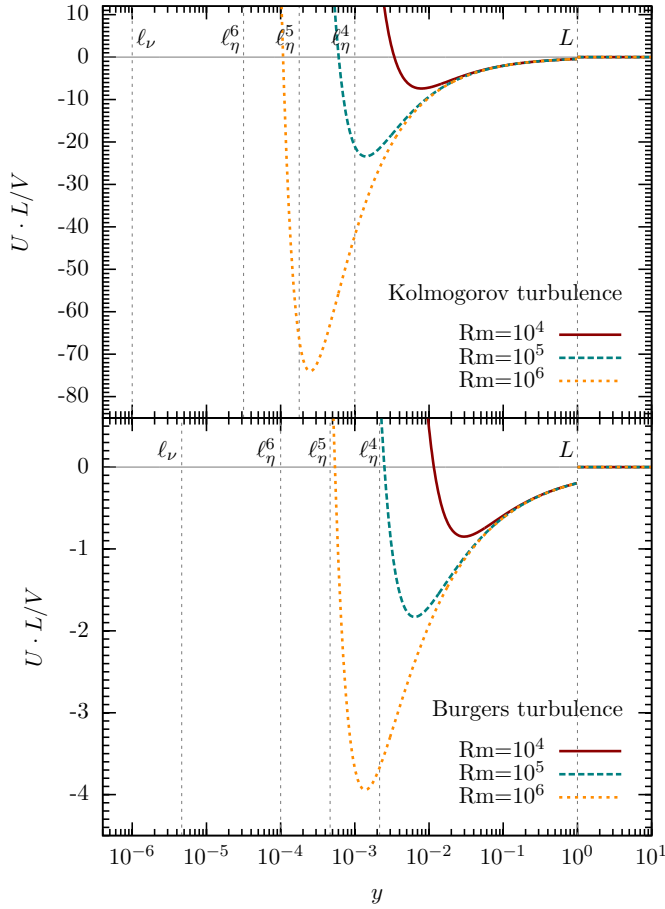 10
0
-10
-20
-30
-40
-50
-60
-70
-80
U · L/V
ℓ_ν ℓ_η^6 ℓ_η^5 ℓ_η^4 L
Kolmogorov turbulence
Rm=10^4
Rm=10^5
Rm=10^6
0
-1
-2
-3
-4
U · L/V
ℓ_ν ℓ_η^6 ℓ_η^5 ℓ_η^4 L
Burgers turbulence
Rm=10^4
Rm=10^5
Rm=10^6
10^−6 10^−5 10^−4 10^−3 10^−2 10^−1 10^0 10^1
y